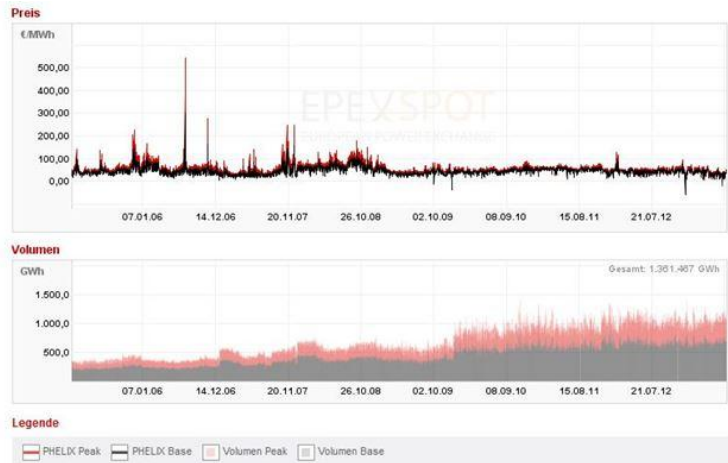 Preis
€/MWh
500,00
400,00
300,00
200,00
100,00
0,00
EPEXSPOT
EUROPEAN POWER EXCHANGE
07.01.06 14.12.06 20.11.07 26.10.08 02.10.09 08.09.10 15.08.11 21.07.12
Volumen
GWh
Gesamt: 1.361.467 GWh
1.500,0
1.000,0
500,0
07.01.06 14.12.06 20.11.07 26.10.08 02.10.09 08.09.10 15.08.11 21.07.12
Legende
PHELIX Peak PHELIX Base Volumen Peak Volumen Base